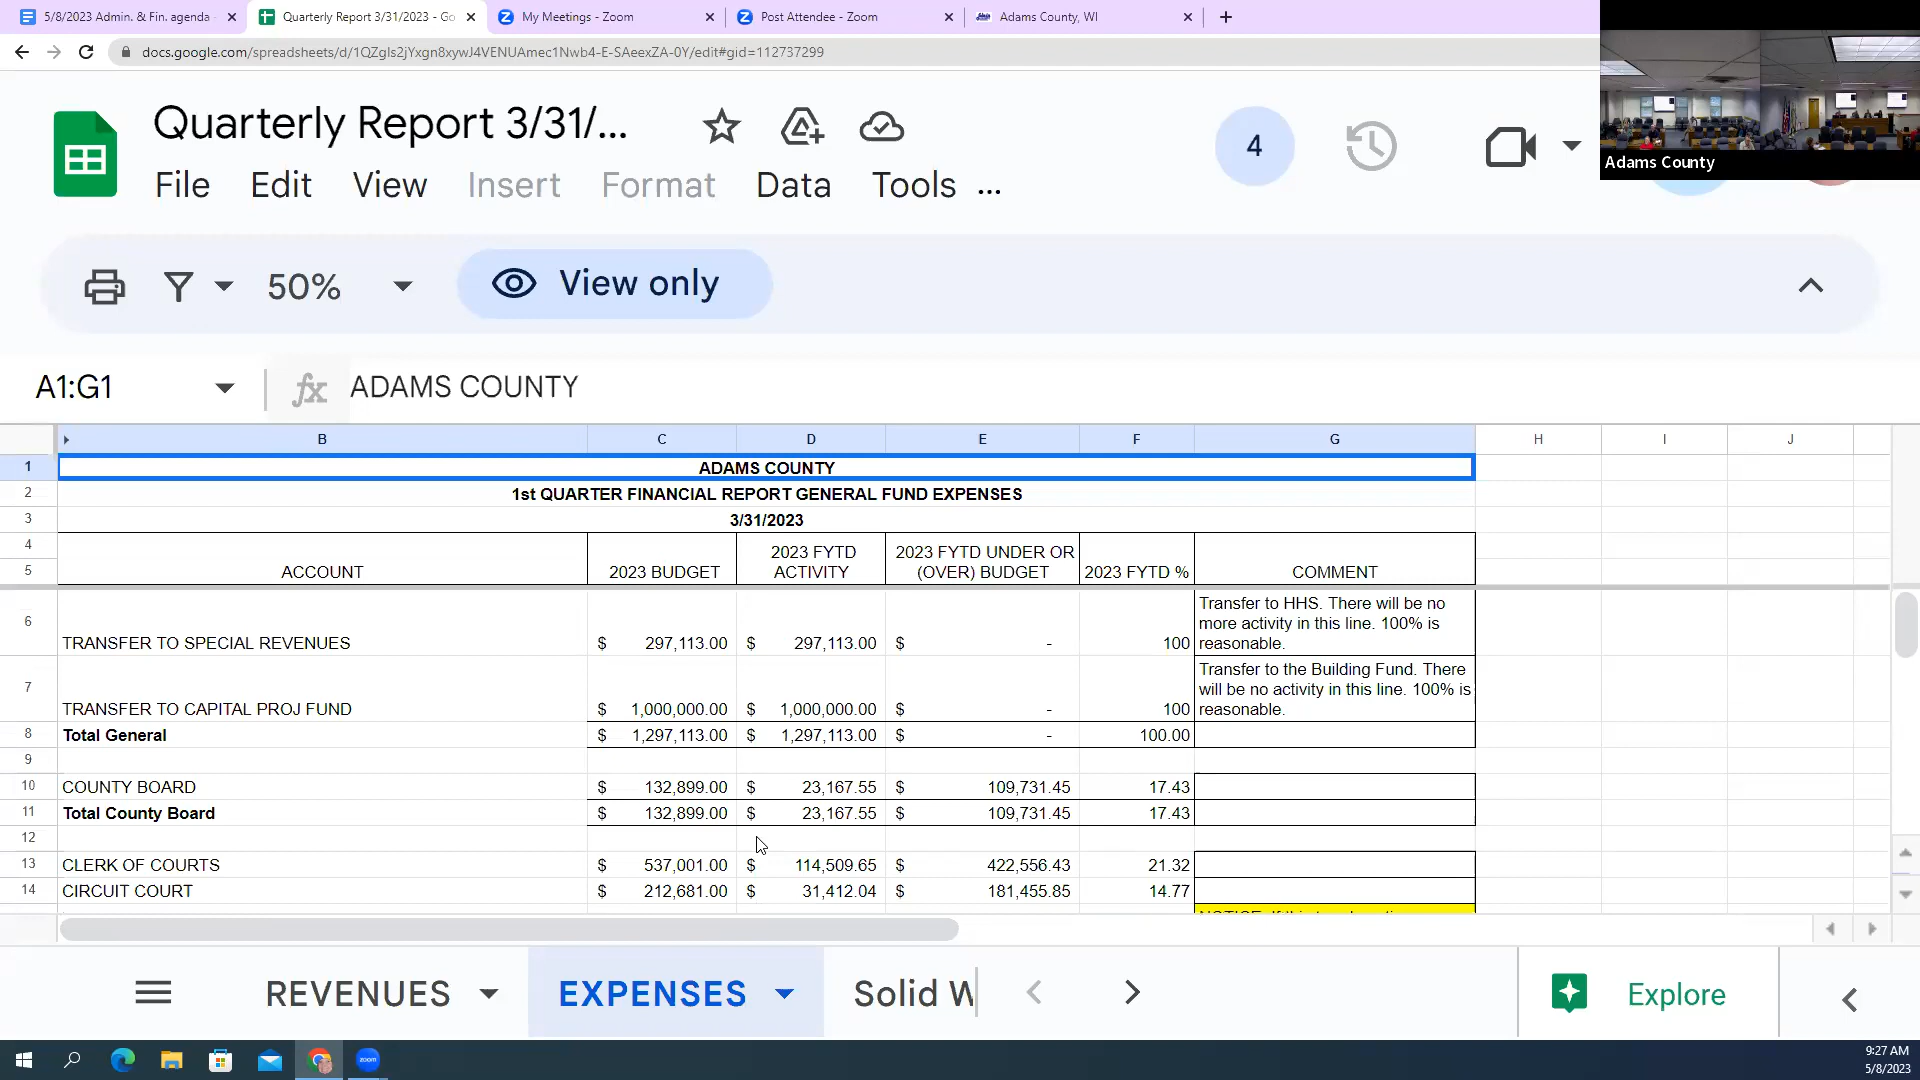 5/8/2023 Admin. & Fin. agenda
Quarterly Report 3/31/2023 - Go
My Meetings - Zoom
Post Attendee - Zoom
Adams County, WI
docs.google.com/spreadsheets/d/1QZgIs2jYxgn8xywJ4VENUAmec1Nwb4-E-SAeexZA-0Y/edit#gid=112737299
Adams County
Quarterly Report 3/31/...
4
File Edit View Insert Format Data Tools ...
50% View only
A1:G1 fx ADAMS COUNTY
B C D E F G H I J
1 ADAMS COUNTY
2 1st QUARTER FINANCIAL REPORT GENERAL FUND EXPENSES
3 3/31/2023
4 2023 FYTD 2023 FYTD UNDER OR
5 ACCOUNT 2023 BUDGET ACTIVITY (OVER) BUDGET 2023 FYTD % COMMENT
Transfer to HHS. There will be no
6 more activity in this line. 100% is
TRANSFER TO SPECIAL REVENUES $ 297,113.00 $ 297,113.00 $ - 100 reasonable.
Transfer to the Building Fund. There
7 will be no activity in this line. 100% is
TRANSFER TO CAPITAL PROJ FUND $ 1,000,000.00 $ 1,000,000.00 $ - 100 reasonable.
8 Total General $ 1,297,113.00 $ 1,297,113.00 $ - 100.00
9
10 COUNTY BOARD $ 132,899.00 $ 23,167.55 $ 109,731.45 17.43
11 Total County Board $ 132,899.00 $ 23,167.55 $ 109,731.45 17.43
12
13 CLERK OF COURTS $ 537,001.00 $ 114,509.65 $ 422,556.43 21.32
14 CIRCUIT COURT $ 212,681.00 $ 31,412.04 $ 181,455.85 14.77
REVENUES EXPENSES Solid W Explore
zoom
9:27 AM
5/8/2023